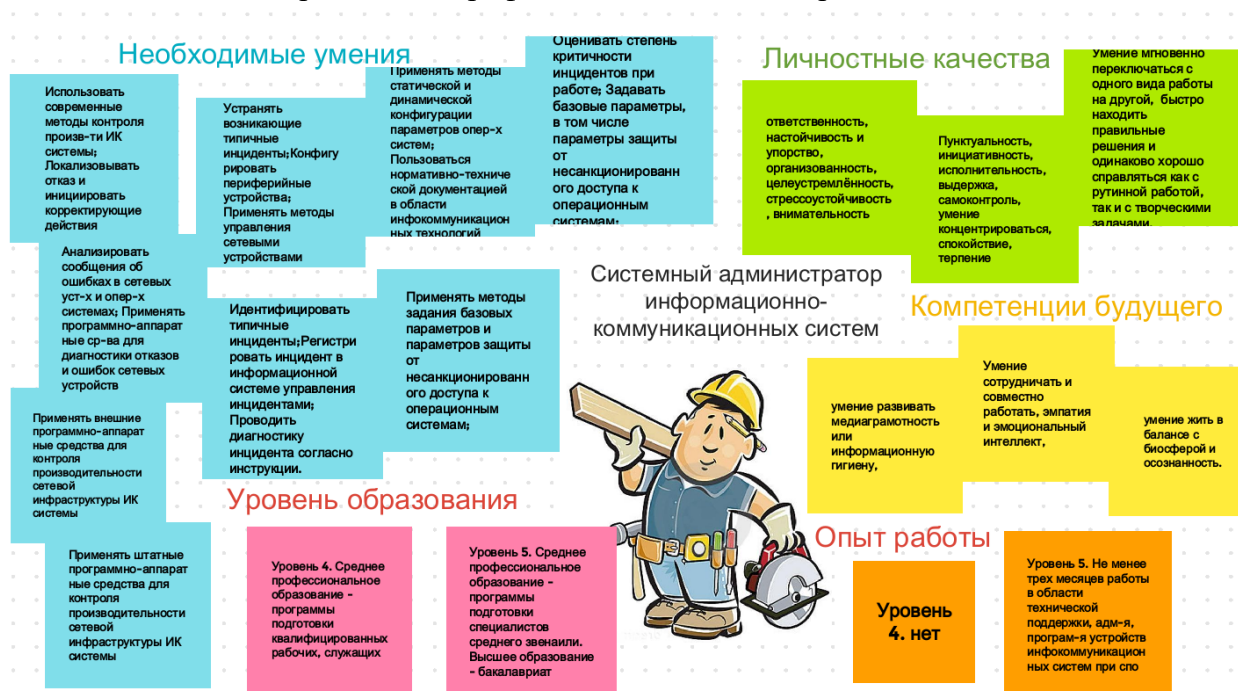 Необходимые умения
Использовать
современные
методы контроля
произв-ти ИК
системы;
Локализовывать
отказ и
инициировать
корректирующие
действия
Устранять
возникающие
типичные
инциденты;Конфигу
рировать
периферийные
устройства;
Применять методы
управления
сетевыми
устройствами
Применять методы
статической и
динамической
конфигурации
параметров опер-х
систем;
Пользоваться
нормативно-техниче
ской документацией
в области
инфокоммуникацион
ных технологий
Оценивать степень
критичности
инцидентов при
работе; Задавать
базовые параметры,
в том числе
параметры защиты
от
несанкционированн
ого доступа к
операционным
системам;
Анализировать
сообщения об
ошибках в сетевых
уст-х и опер-х
системах; Применять
программно-аппарат
ные ср-ва для
диагностики отказов
и ошибок сетевых
устройств
Идентифицировать
типичные
инциденты;Регистри
ровать инцидент в
информационной
системе управления
инцидентами;
Проводить
диагностику
инцидента согласно
инструкции.
Применять методы
задания базовых
параметров и
параметров защиты
от
несанкционированн
ого доступа к
операционным
системам;
Применять внешние
программно-аппарат
ные средства для
контроля
производительности
сетевой
инфраструктуры ИК
системы
Применять штатные
программно-аппарат
ные средства для
контроля
производительности
сетевой
инфраструктуры ИК
системы
Личностные качества
ответственность,
настойчивость и
упорство,
организованность,
целеустремлённость,
стрессоустойчивость
, внимательность
Пунктуальность,
инициативность,
исполнительность,
выдержка,
самоконтроль,
умение
концентрироваться,
спокойствие,
терпение
Умение мгновенно
переключаться с
одного вида работы
на другой, быстро
находить
правильные
решения и
одинаково хорошо
справляться как с
рутинной работой,
так и с творческими
задачами.
Системный администратор
информационно-
коммуникационных систем
Компетенции будущего
умение развивать
медиаграмотность
или
информационную
гигиену,
Умение
сотрудничать и
совместно
работать, эмпатия
и эмоциональный
интеллект,
умение жить в
балансе с
биосферой и
осознанность.
Уровень образования
Уровень 4. Среднее
профессиональное
образование -
программы
подготовки
квалифицированных
рабочих, служащих
Уровень 5. Среднее
профессиональное
образование -
программы
подготовки
специалистов
среднего звенаили.
Высшее образование
- бакалавриат
Опыт работы
Уровень
4. нет
Уровень 5. Не менее
трех месяцев работы
в области
технической
поддержки, адм-я,
програм-я устройств
инфокоммуникацион
ных систем при спо